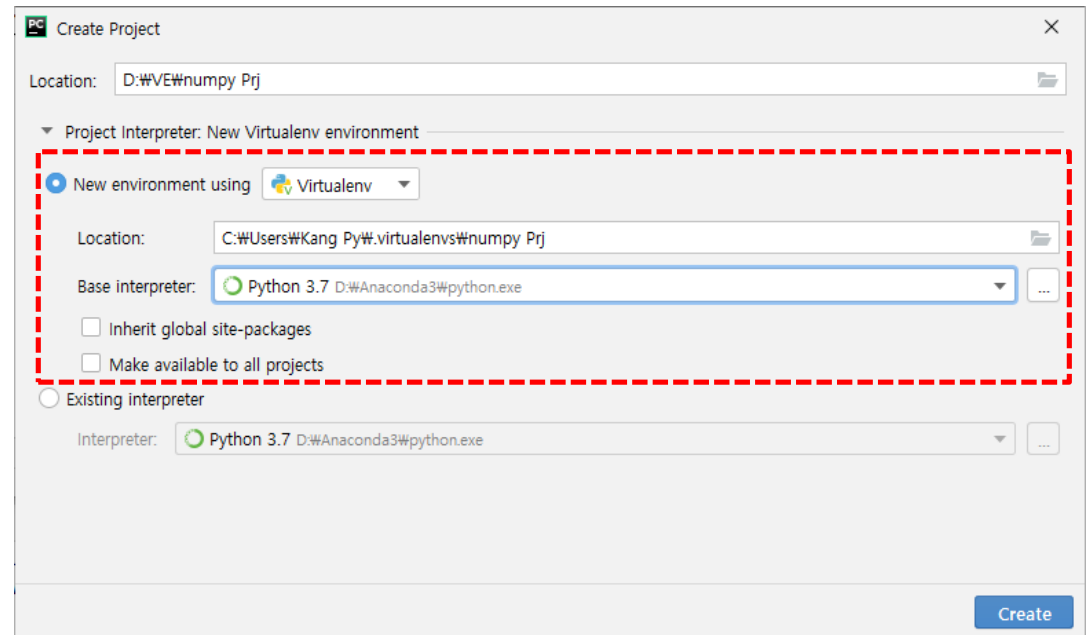 PC Create Project
Location: D:₩VE₩numpy Prj
Project Interpreter: New Virtualenv environment
New environment using Virtualenv
Location: C:₩Users₩Kang Py₩.virtualenvs₩numpy Prj
Base interpreter: Python 3.7 D:₩Anaconda3₩python.exe
...
Inherit global site-packages
Make available to all projects
Existing interpreter
Interpreter: Python 3.7 D:₩Anaconda3₩python.exe
...
Create